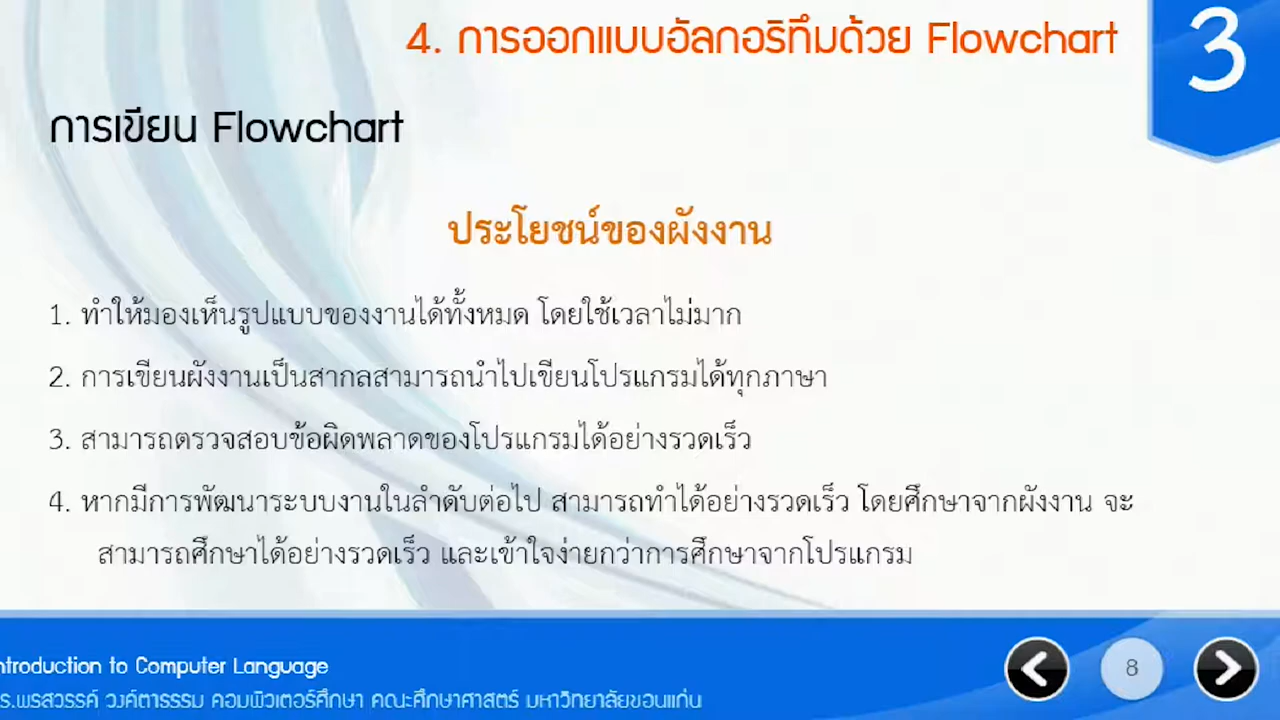 4. การออกแบบอัลกอริทึมด้วย Flowchart
3
การเขียน Flowchart
ประโยชน์ของผังงาน
1. ทำให้มองเห็นรูปแบบของงานได้ทั้งหมด โดยใช้เวลาไม่มาก
2. การเขียนผังงานเป็นสากลสามารถนำไปเขียนโปรแกรมได้ทุกภาษา
3. สามารถตรวจสอบข้อผิดพลาดของโปรแกรมได้อย่างรวดเร็ว
4. หากมีการพัฒนาระบบงานในลำดับต่อไป สามารถทำได้อย่างรวดเร็ว โดยศึกษาจากผังงาน จะ
สามารถศึกษาได้อย่างรวดเร็ว และเข้าใจง่ายกว่าการศึกษาจากโปรแกรม
ntroduction to Computer Language
8
ร.พรสวรรค์ วงค์ตาธรรม คอมพิวเตอร์ศึกษา คณะศึกษาศาสตร์ มหาวิทยาลัยขอนแก่น